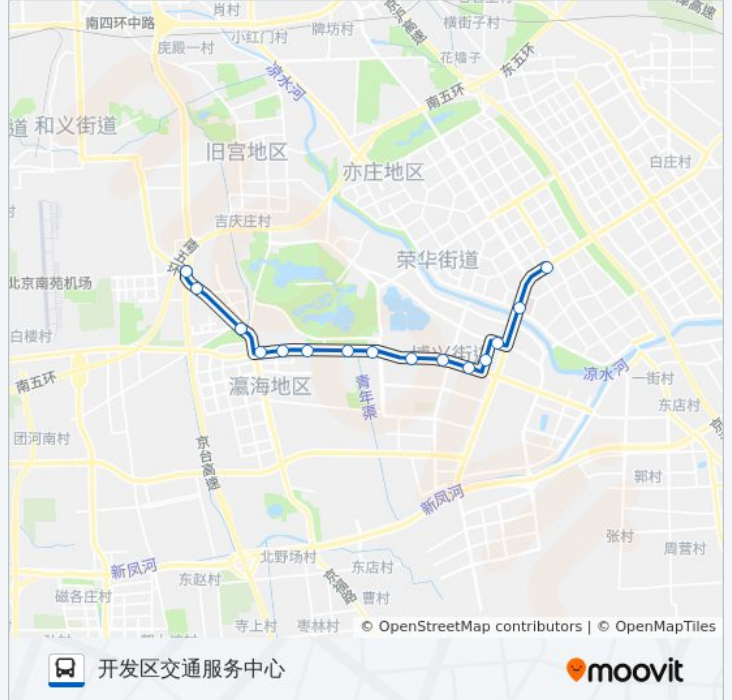 肖村
南四环中路
小红门村
牌坊村
横街子村
庑殿一村
花墙子
东五环
凉水河
南五环
道
和义街道
旧宫地区
亦庄地区
白庄村
吉庆庄村
南五环
荣华街道
北京南苑机场
白楼村
博兴街道
凉水河
南五环
瀛海地区
青年渠
一街村
东店村
团河南村
京台高速
郭村
新凤河
张村
周营村
北野场村
新凤河
东赵村
京福路
东店村
磁各庄村
曹村
寺上村
枣林村
© OpenStreetMap contributors | © OpenMapTiles
开发区交通服务中心
moovit